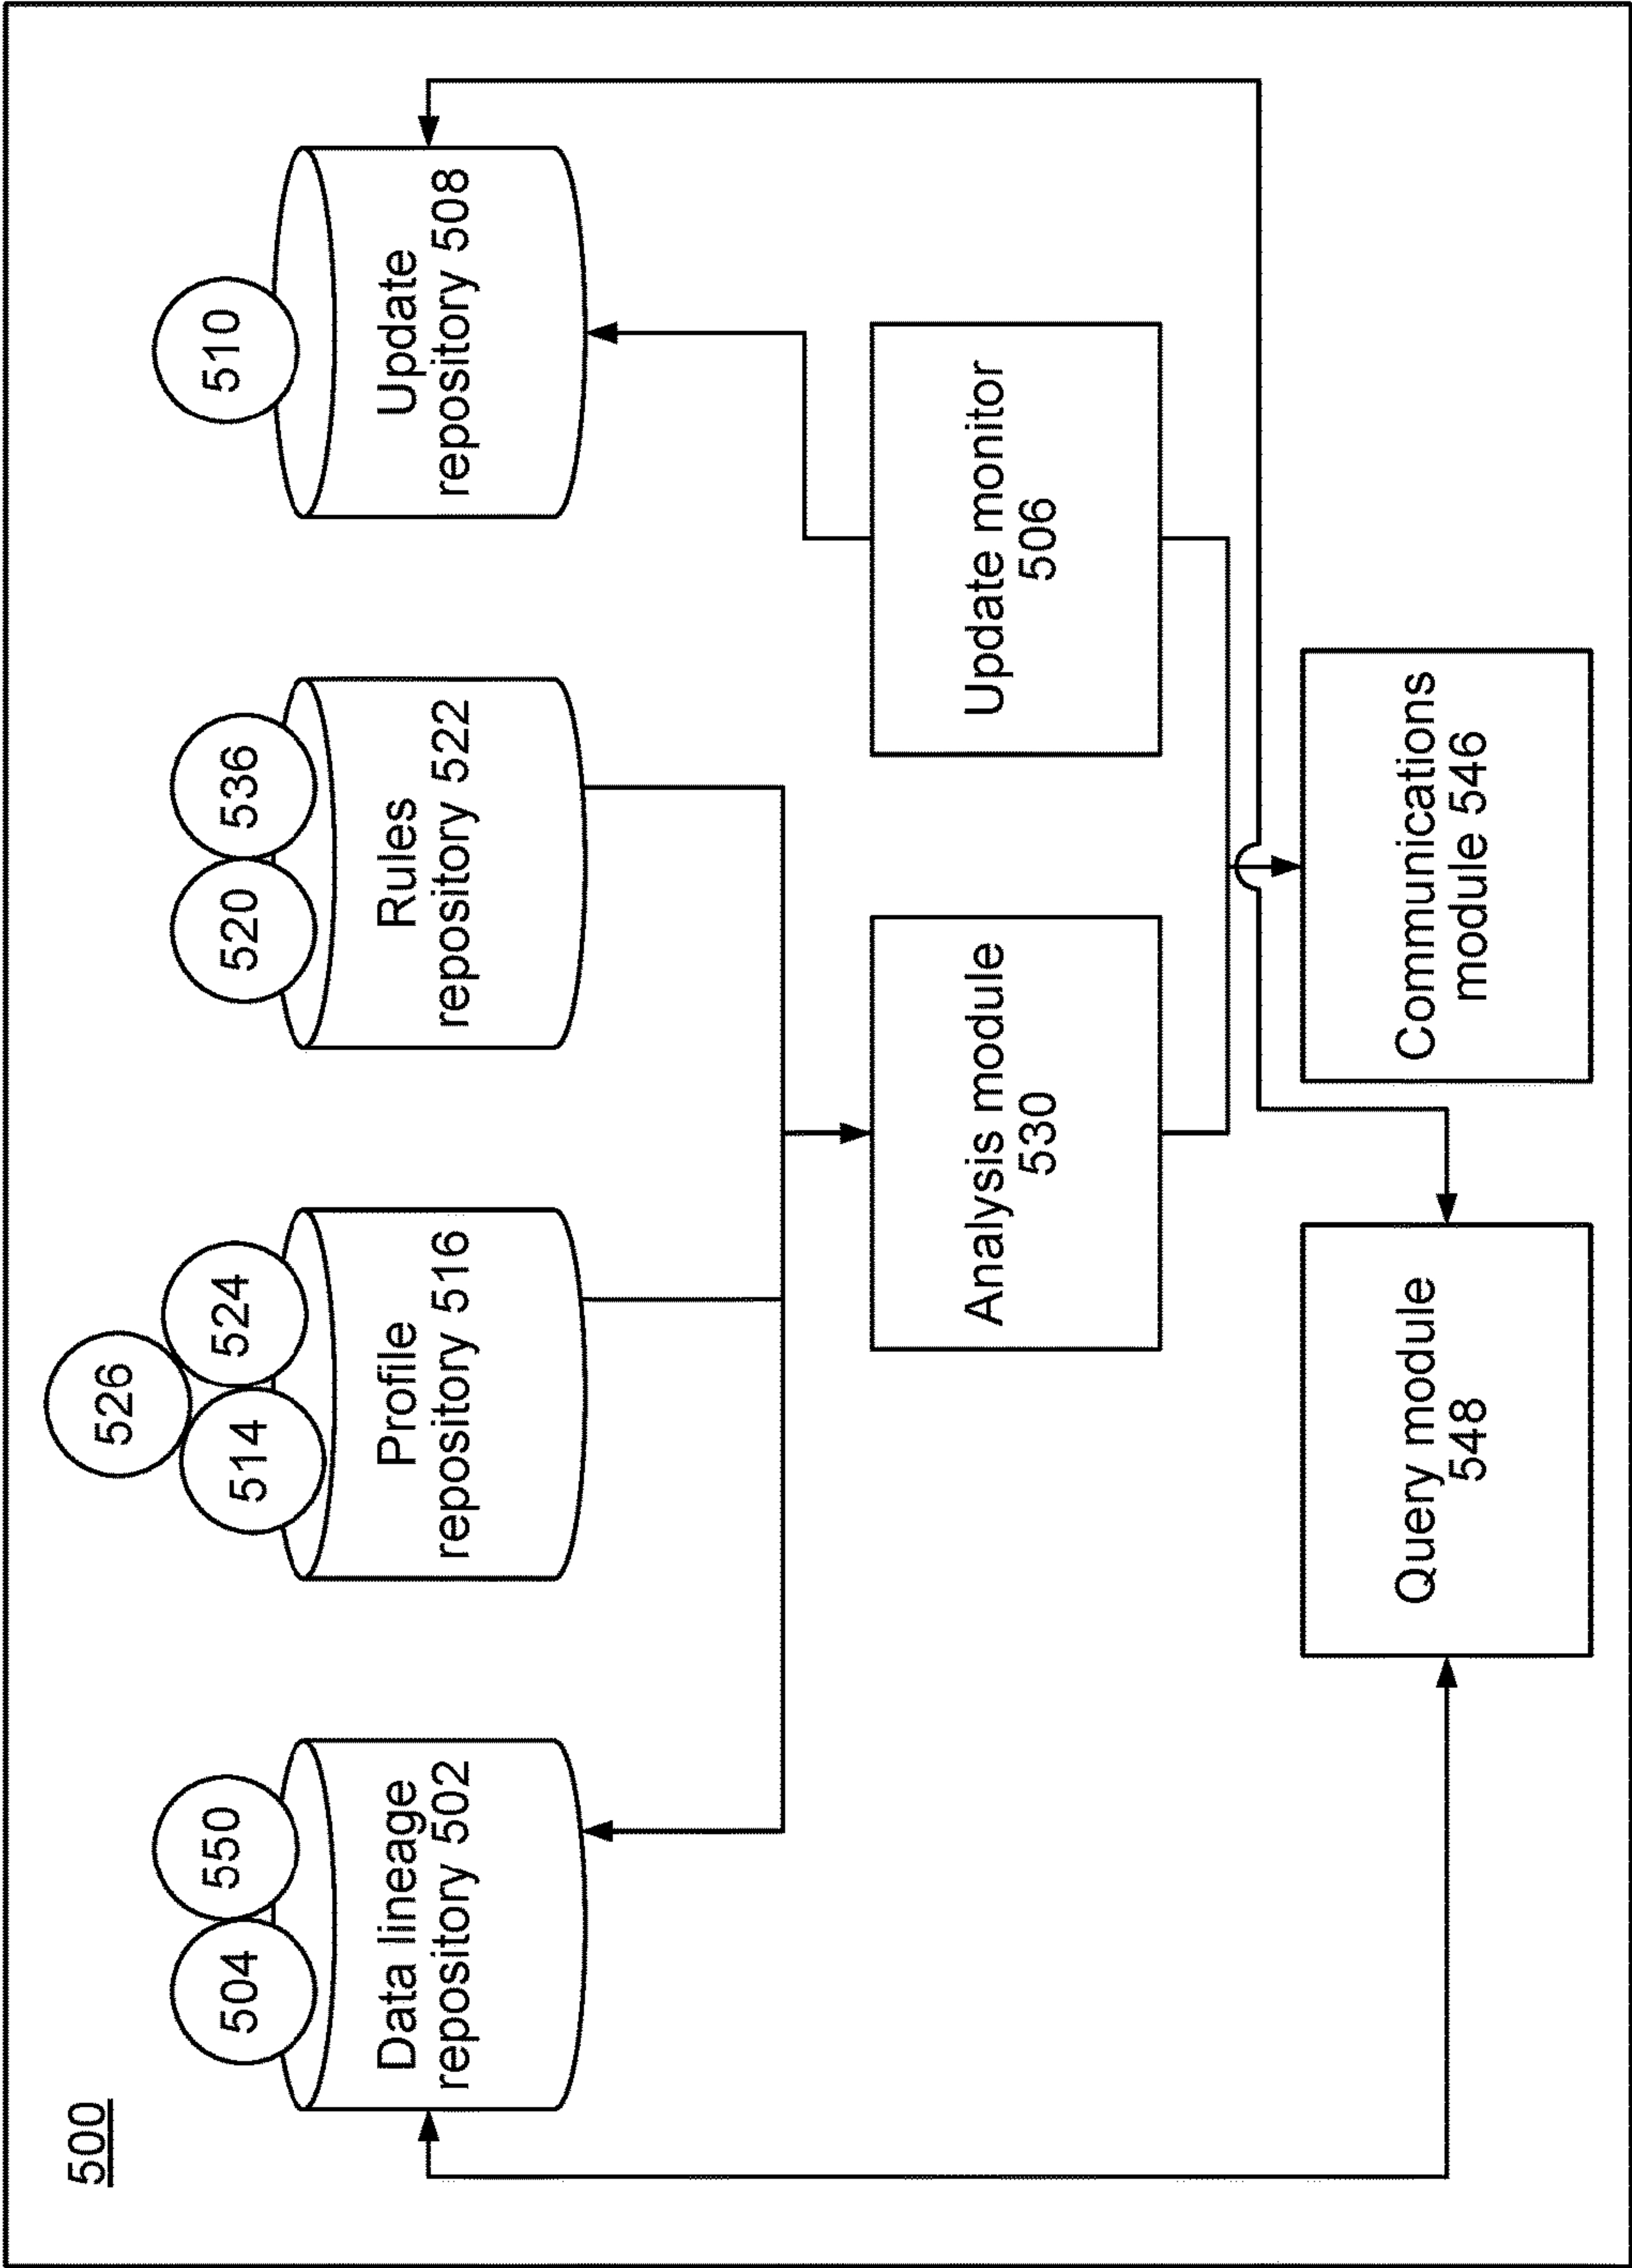 500
504
550
526
514
524
520
536
510
Data lineage
repository 502
Profile
repository 516
Rules
repository 522
Update
repository 508
Analysis module
530
Update monitor
506
Query module
548
Communications
module 546